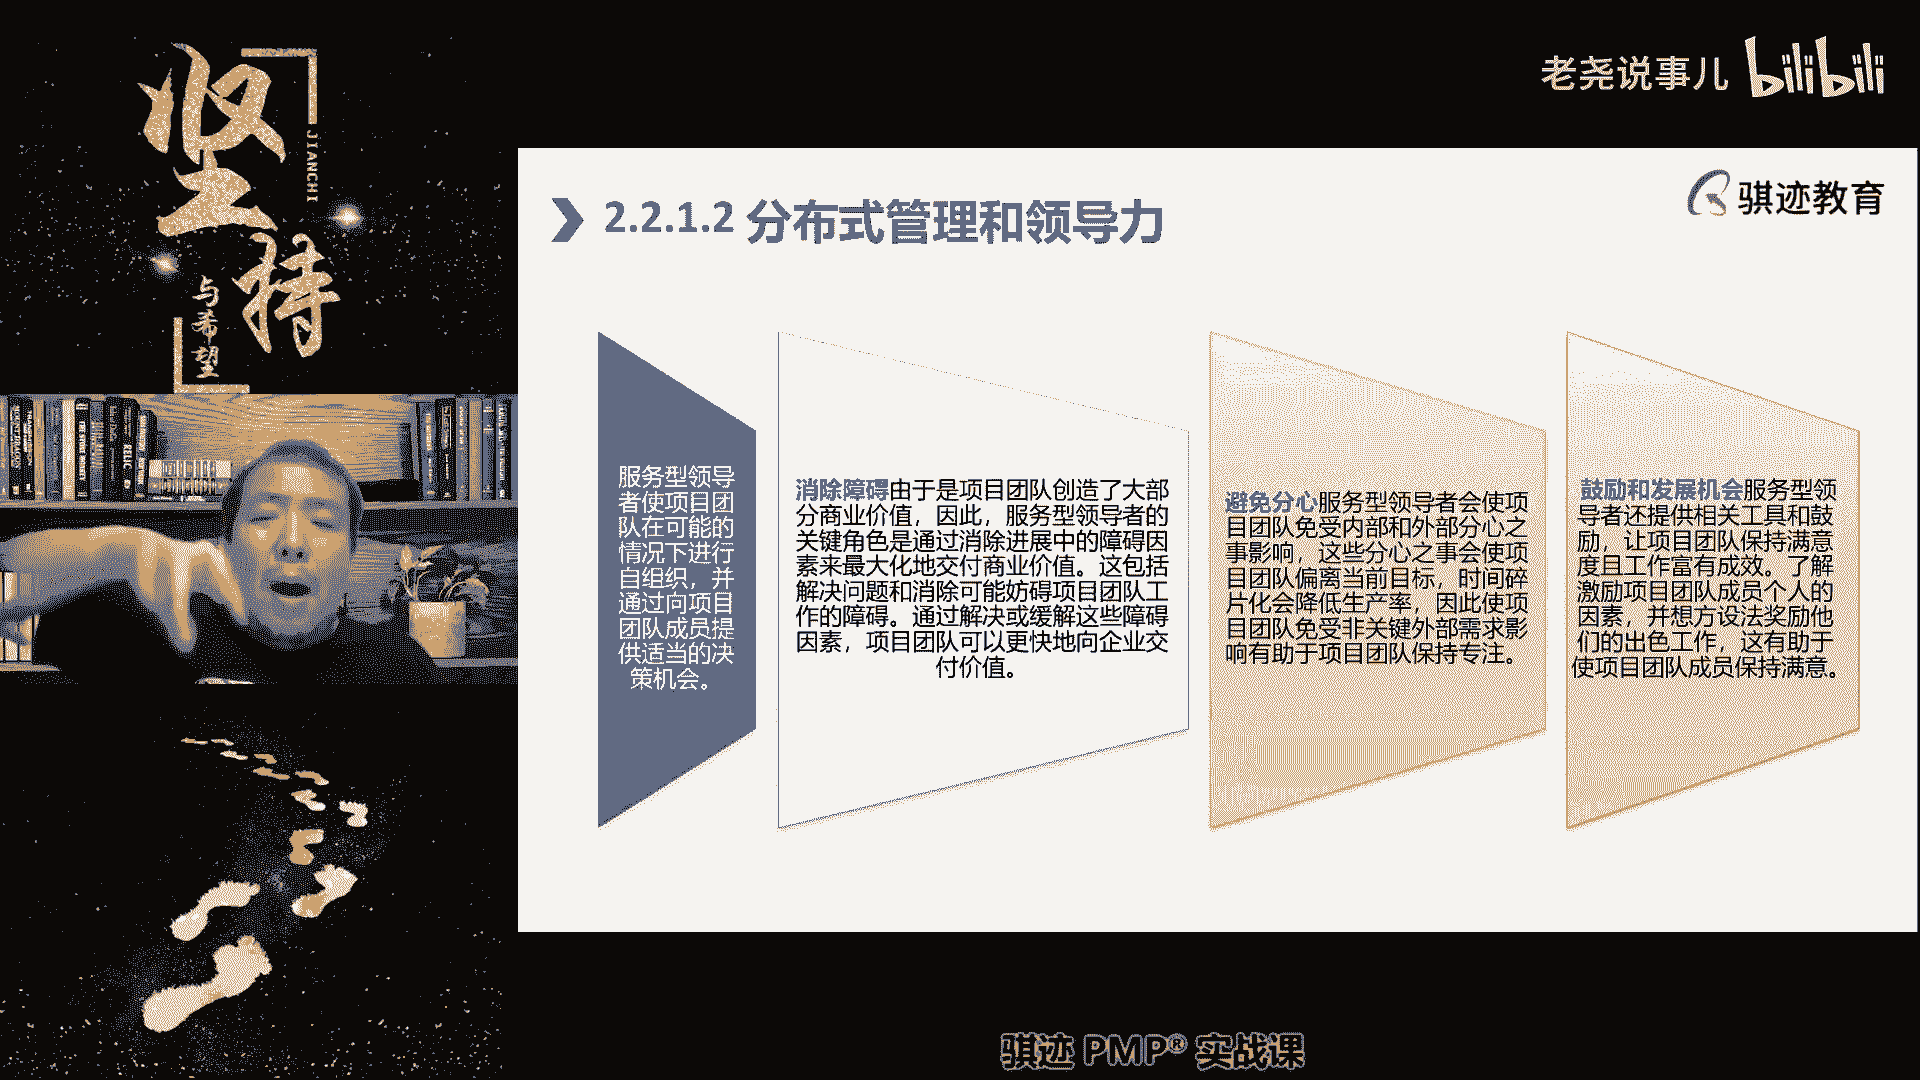 坚持
JIANCHI
与希望
老尧说事儿 bilibili
骐迹教育
2.2.1.2 分布式管理和领导力
服务型领导
者使项目团
队在可能的
情况下进行
自组织，并
通过向项目
团队成员提
供适当的决
策机会。
消除障碍由于是项目团队创造了大部
分商业价值，因此，服务型领导者的
关键角色是通过消除进展中的障碍因
素来最大化地交付商业价值。这包括
解决问题和消除可能妨碍项目团队工
作的障碍。通过解决或缓解这些障碍
因素，项目团队可以更快地向企业交
付价值。
避免分心服务型领导者会使项
目团队免受内部和外部分心之
事影响，这些分心之事会使项
目团队偏离当前目标，时间碎
片化会降低生产率，因此使项
目团队免受非关键外部需求影
响有助于项目团队保持专注。
鼓励和发展机会服务型领
导者还提供相关工具和鼓
励，让项目团队保持满意
度且工作富有成效。了解
激励项目团队成员个人的
因素，并想方设法奖励他
们的出色工作，这有助于
使项目团队成员保持满意。
骐迹 PMP® 实战课